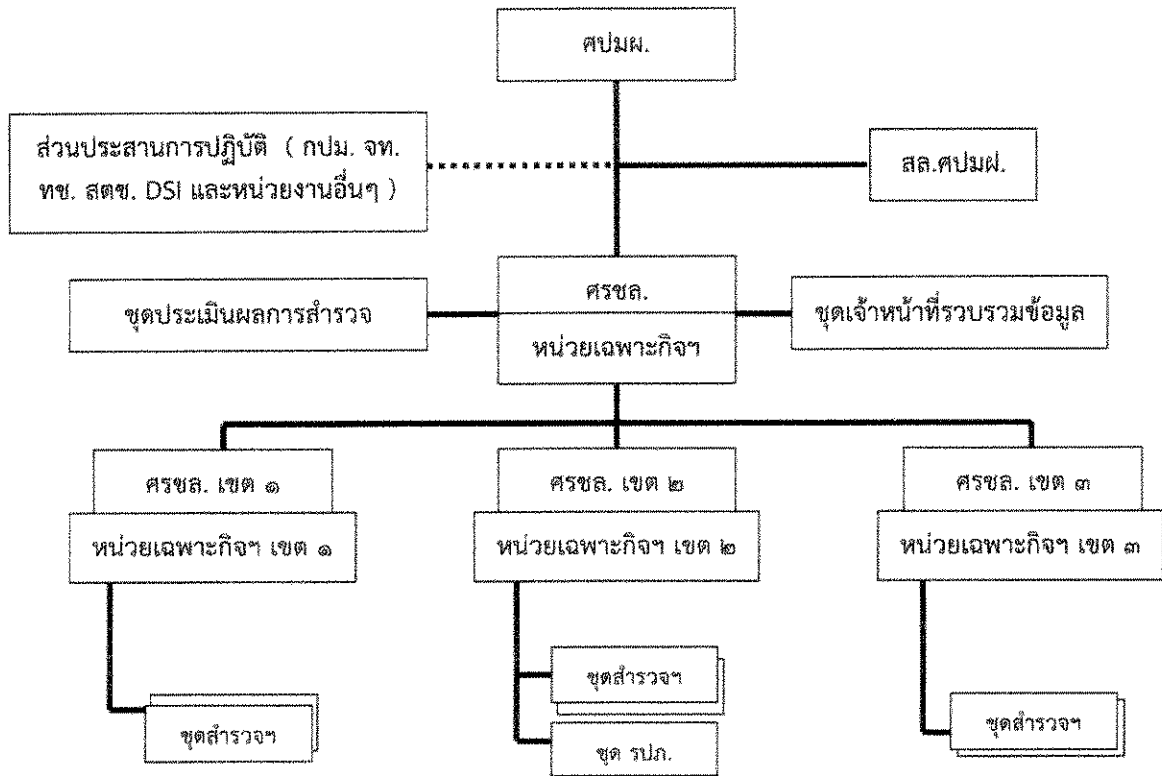 ศปมผ.
ส่วนประสานการปฏิบัติ ( กปม. จท.
ทช. สตช. DSI และหน่วยงานอื่นๆ )
สล.ศปมผ.
ศรชล.
หน่วยเฉพาะกิจฯ
ชุดประเมินผลการสำรวจ
ชุดเจ้าหน้าที่รวบรวมข้อมูล
ศรชล. เขต ๑
หน่วยเฉพาะกิจฯ เขต ๑
ศรชล. เขต ๒
หน่วยเฉพาะกิจฯ เขต ๒
ศรชล. เขต ๓
หน่วยเฉพาะกิจฯ เขต ๓
ชุดสำรวจฯ
ชุดสำรวจฯ
ชุด รปภ.
ชุดสำรวจฯ